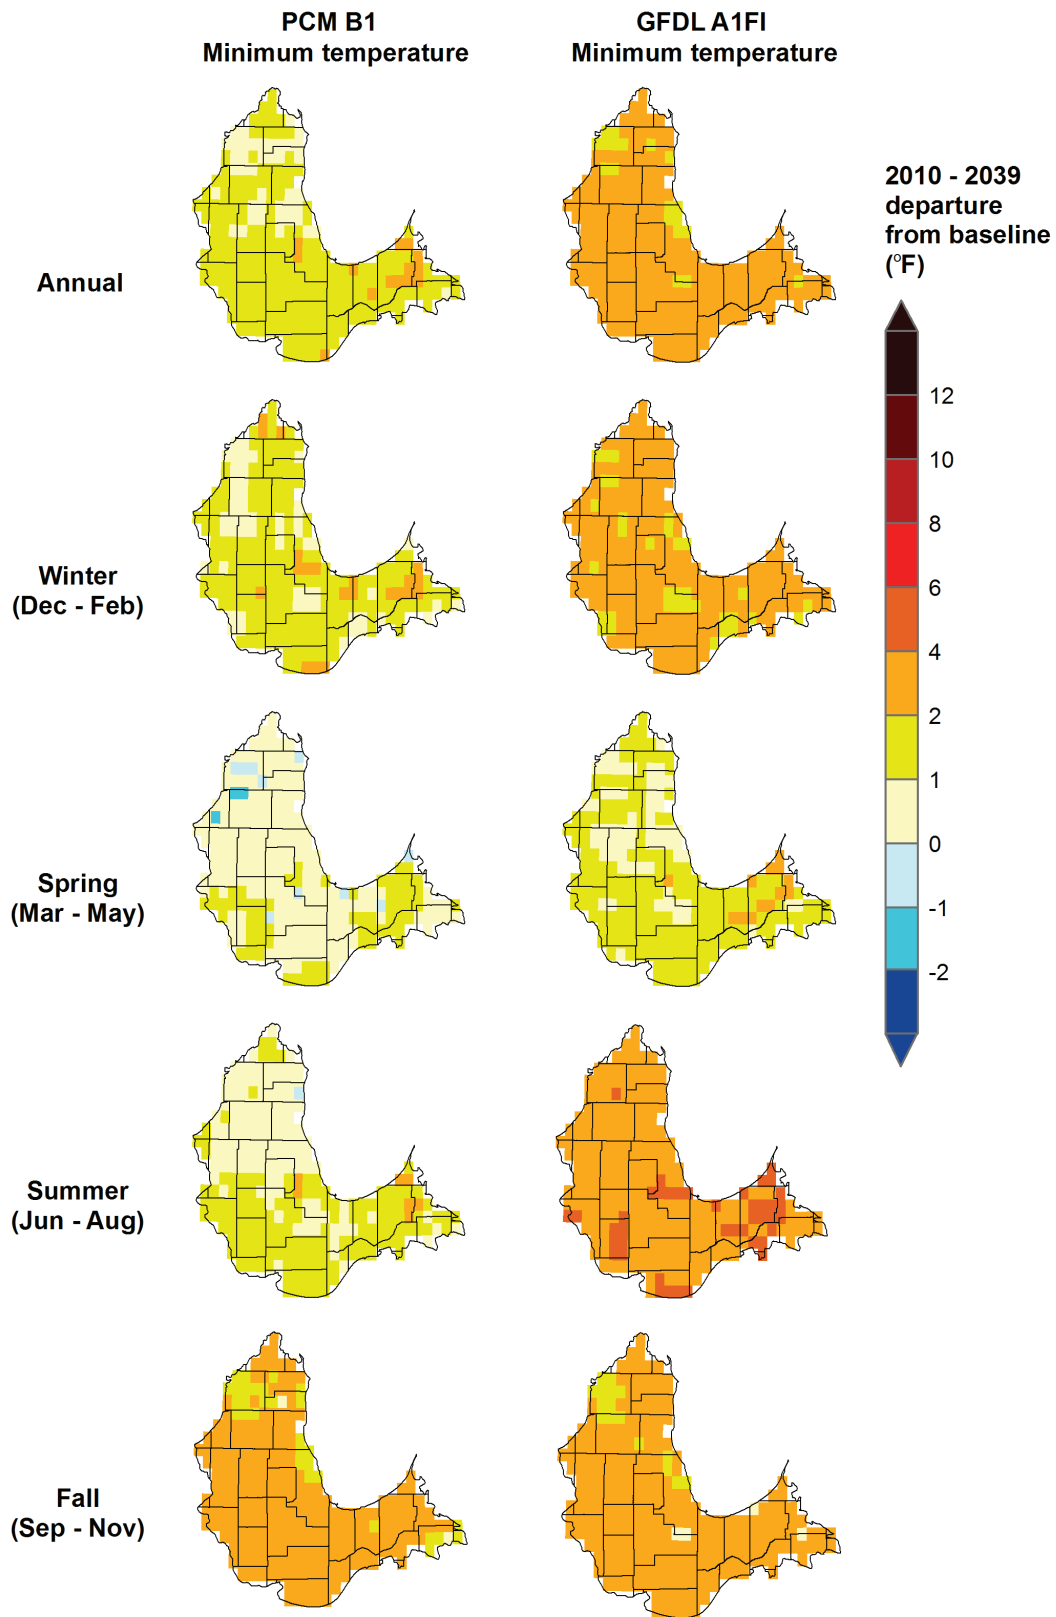 PCM B1
Minimum temperature
GFDL A1FI
Minimum temperature
2010 - 2039
departure
from baseline
(°F)
Annual
12
10
8
6
4
2
1
0
-1
-2
Winter
(Dec - Feb)
Spring
(Mar - May)
Summer
(Jun - Aug)
Fall
(Sep - Nov)